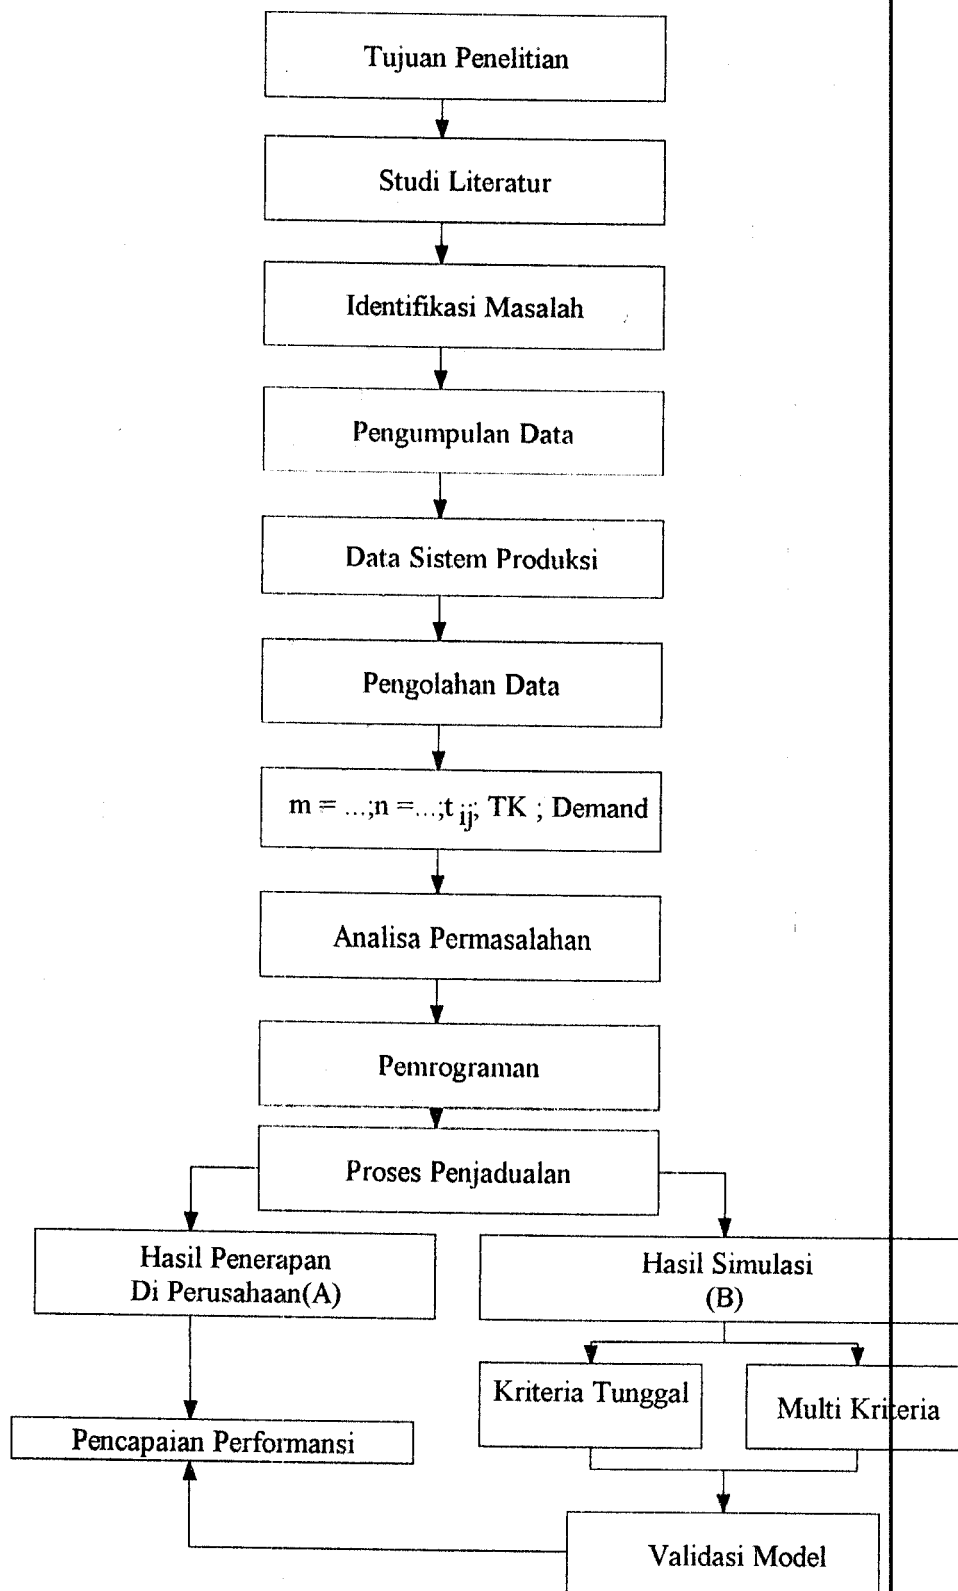 Tujuan Penelitian
Studi Literatur
Identifikasi Masalah
Pengumpulan Data
Data Sistem Produksi
Pengolahan Data
m = ...;n =...;t ij; TK ; Demand
Analisa Permasalahan
Pemrograman
Proses Penjadualan
Hasil Penerapan
Di Perusahaan(A)
Hasil Simulasi
(B)
Kriteria Tunggal
Multi Kriteria
Pencapaian Performansi
Validasi Model